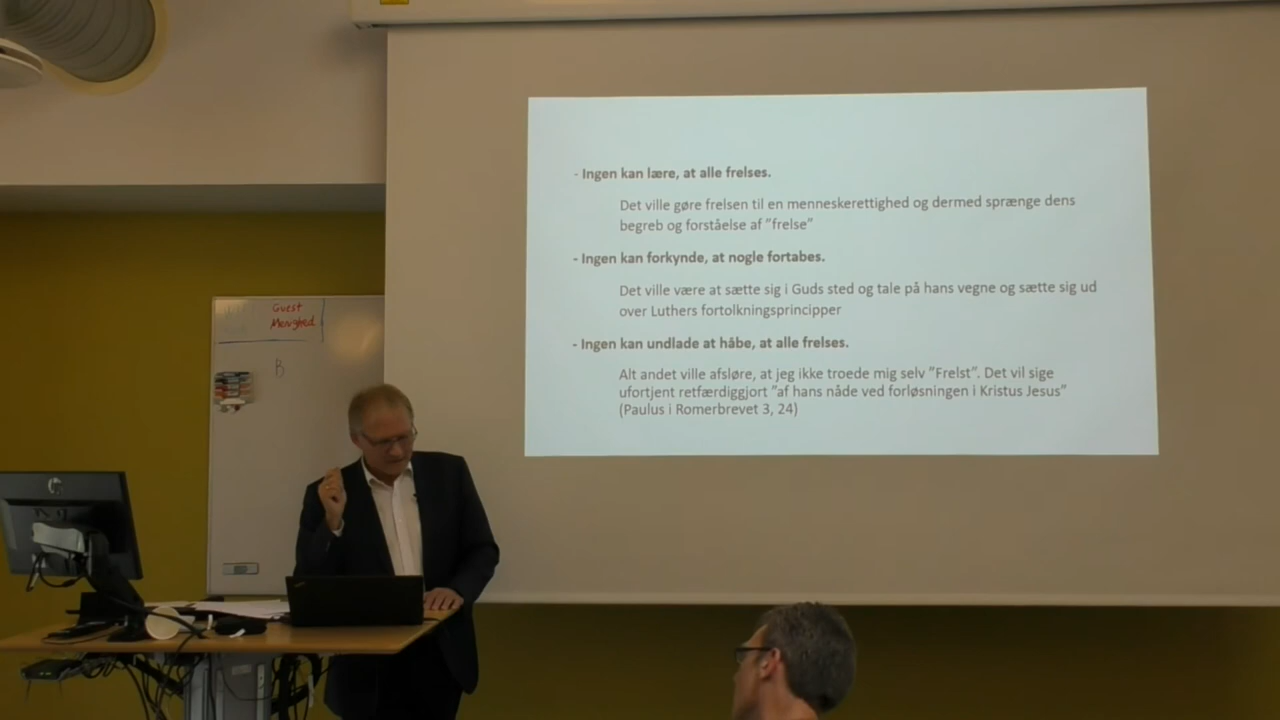 - Ingen kan lære, at alle frelses.
Det ville gøre frelsen til en menneskerettighed og dermed sprænge dens
begreb og forståelse af ”frelse”
- Ingen kan forkynde, at nogle fortabes.
Det ville være at sætte sig i Guds sted og tale på hans vegne og sætte sig ud
over Luthers fortolkningsprincipper
- Ingen kan undlade at håbe, at alle frelses.
Alt andet ville afsløre, at jeg ikke troede mig selv ”Frelst”. Det vil sige
ufortjent retfærdiggjort ”af hans nåde ved forløsningen i Kristus Jesus”
(Paulus i Romerbrevet 3, 24)
Guest
Menighed
B